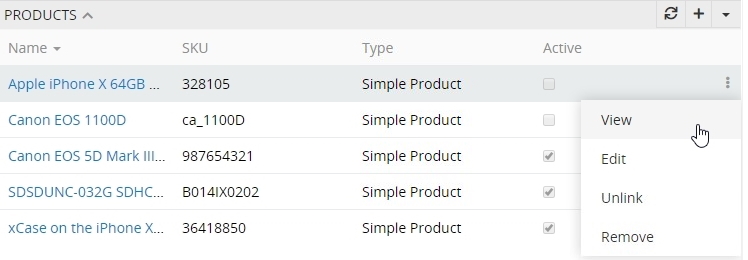 PRODUCTS
Name SKU Type Active
Apple iPhone X 64GB ... 328105 Simple Product
Canon EOS 1100D ca_1100D Simple Product
Canon EOS 5D Mark III... 987654321 Simple Product
SDSDUNC-032G SDHC... B014IX0202 Simple Product
xCase on the iPhone X... 36418850 Simple Product
View
Edit
Unlink
Remove